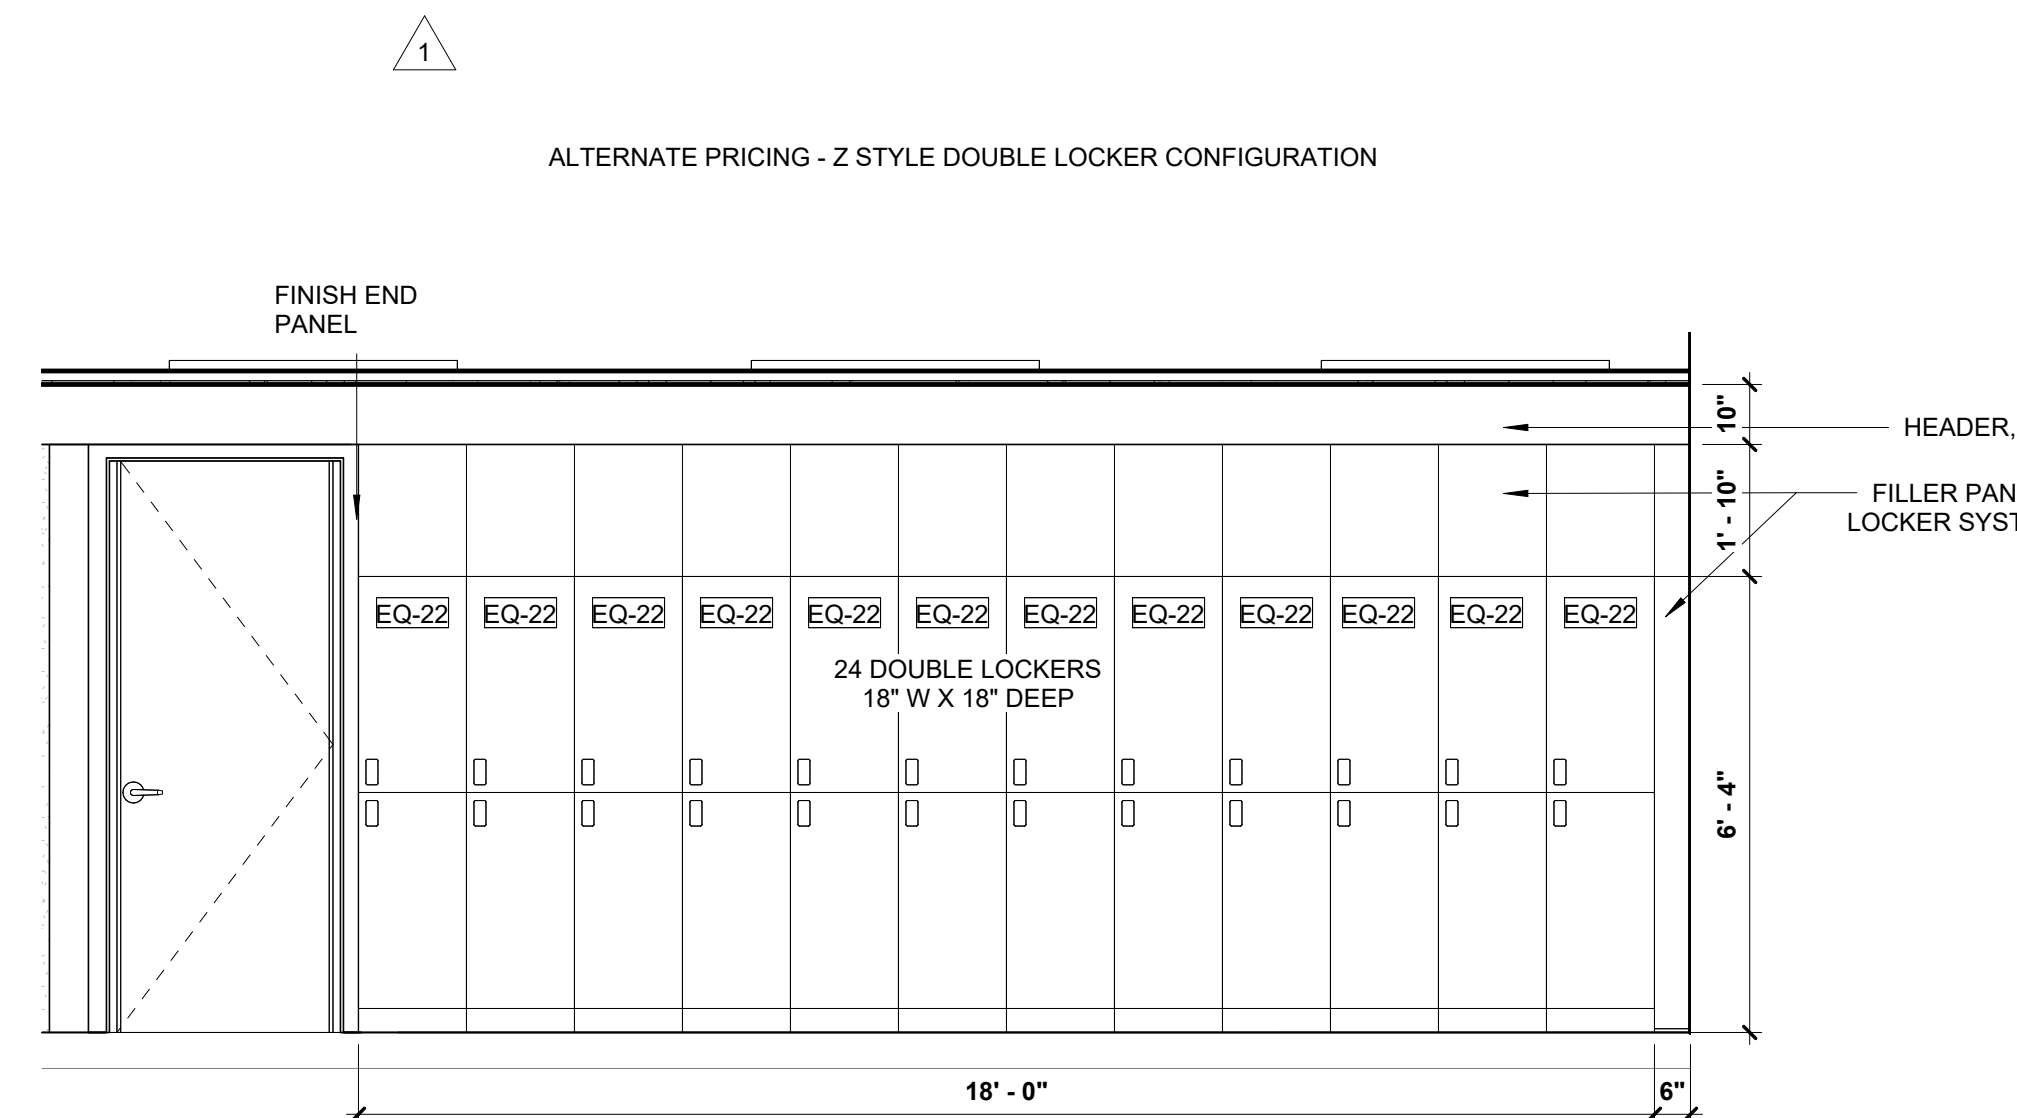 1
ALTERNATE PRICING - Z STYLE DOUBLE LOCKER CONFIGURATION
FINISH END
PANEL
10"
HEADER,
1' - 10"
FILLER PAN
LOCKER SYST
EQ-22 EQ-22 EQ-22 EQ-22 EQ-22 EQ-22 EQ-22 EQ-22 EQ-22 EQ-22 EQ-22 EQ-22
24 DOUBLE LOCKERS
18" W X 18" DEEP
6' - 4"
18' - 0"
6"